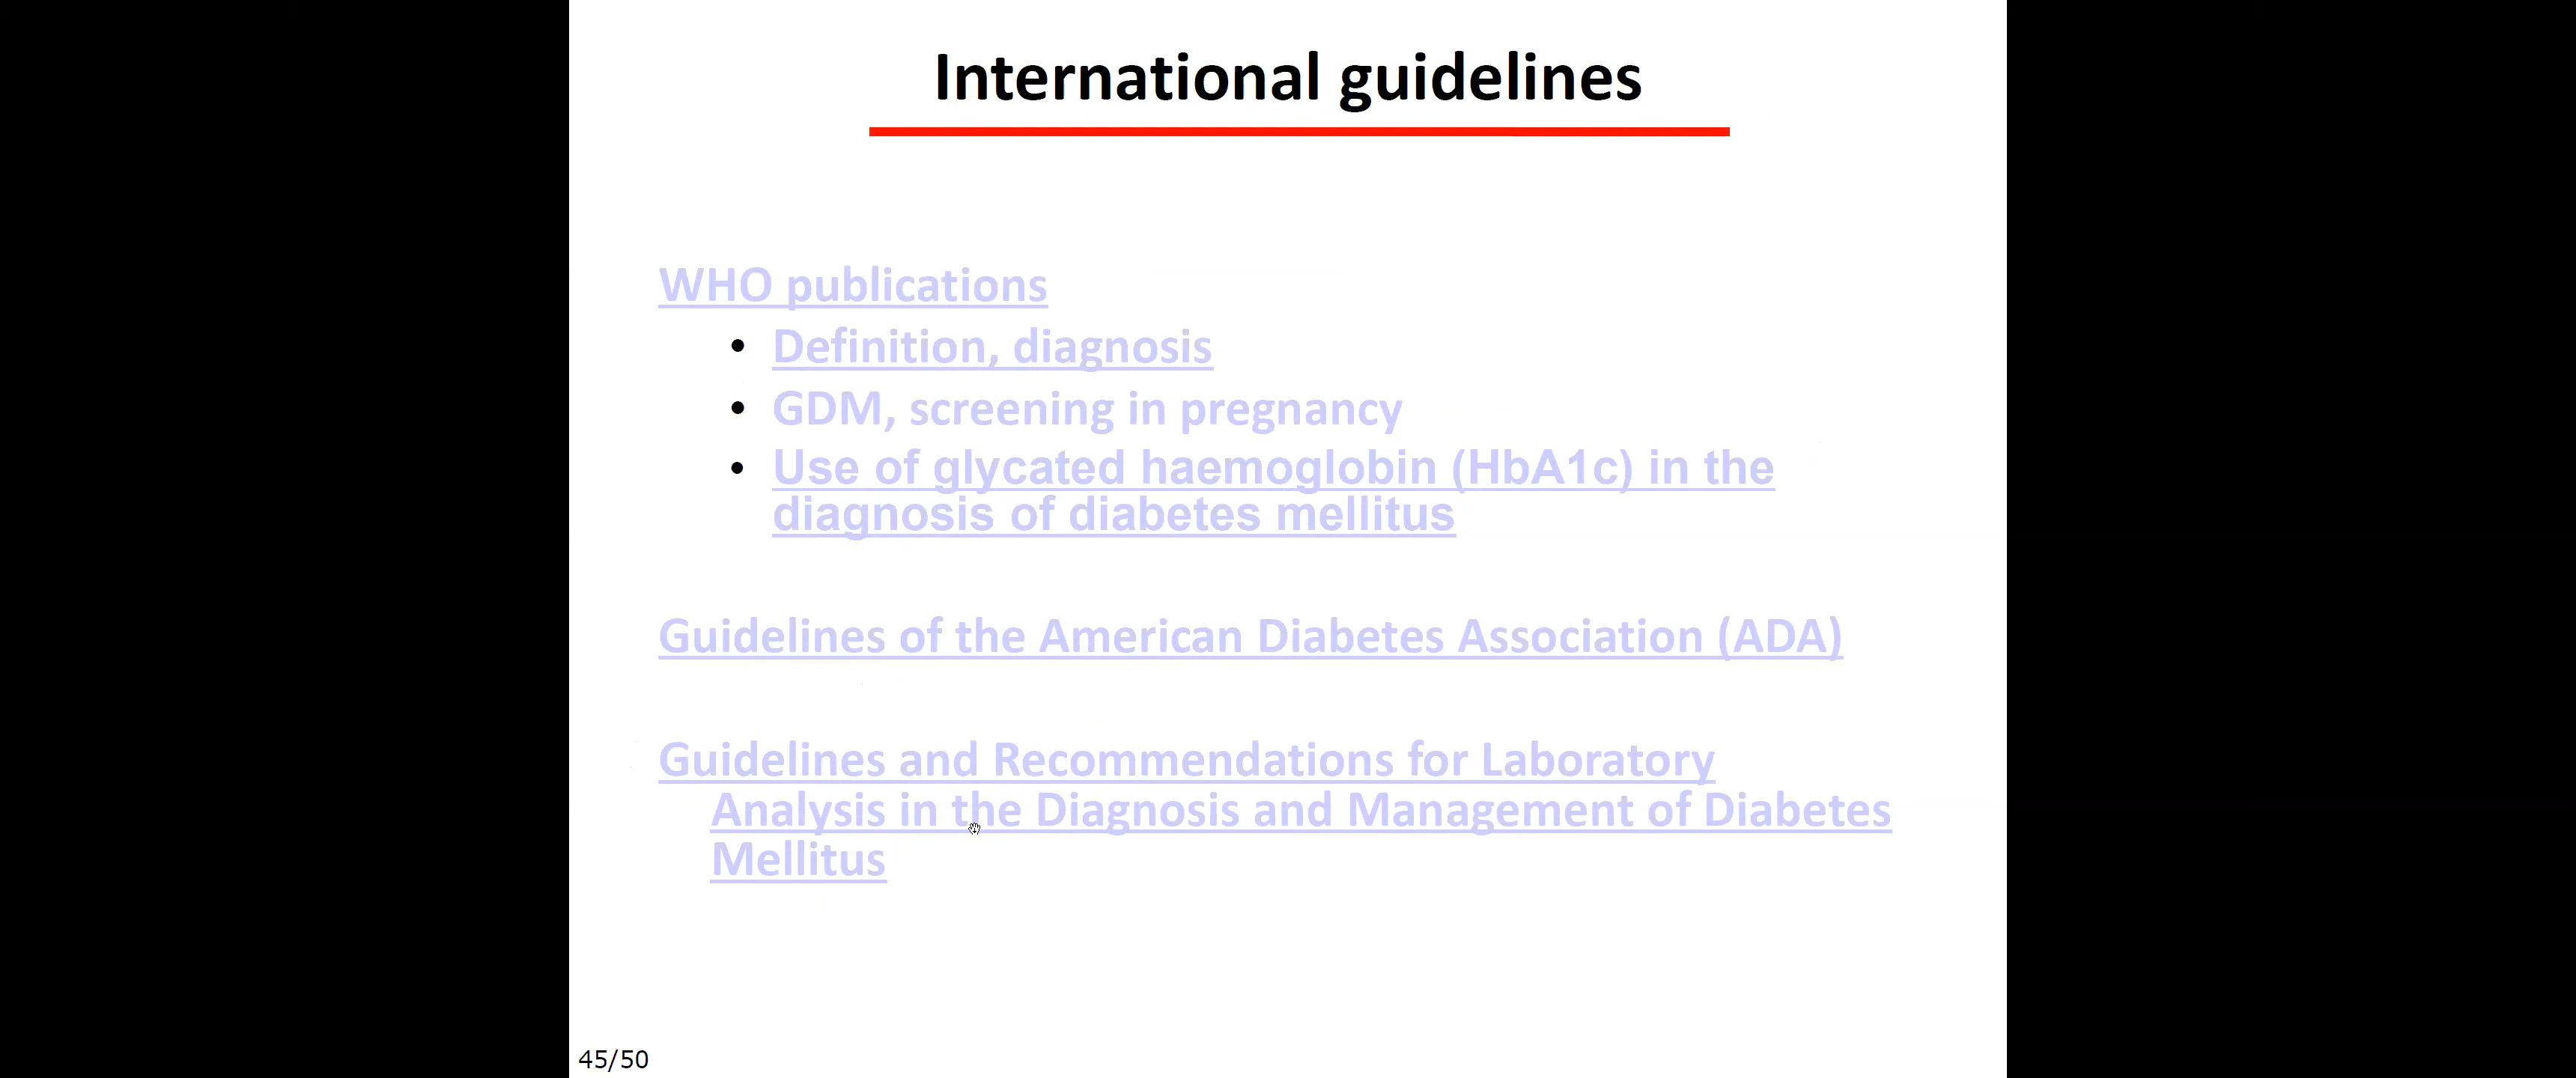 International guidelines
WHO publications
• Definition, diagnosis
• GDM, screening in pregnancy
• Use of glycated haemoglobin (HbA1c) in the
diagnosis of diabetes mellitus
Guidelines of the American Diabetes Association (ADA)
Guidelines and Recommendations for Laboratory
Analysis in the Diagnosis and Management of Diabetes
Mellitus
45/50